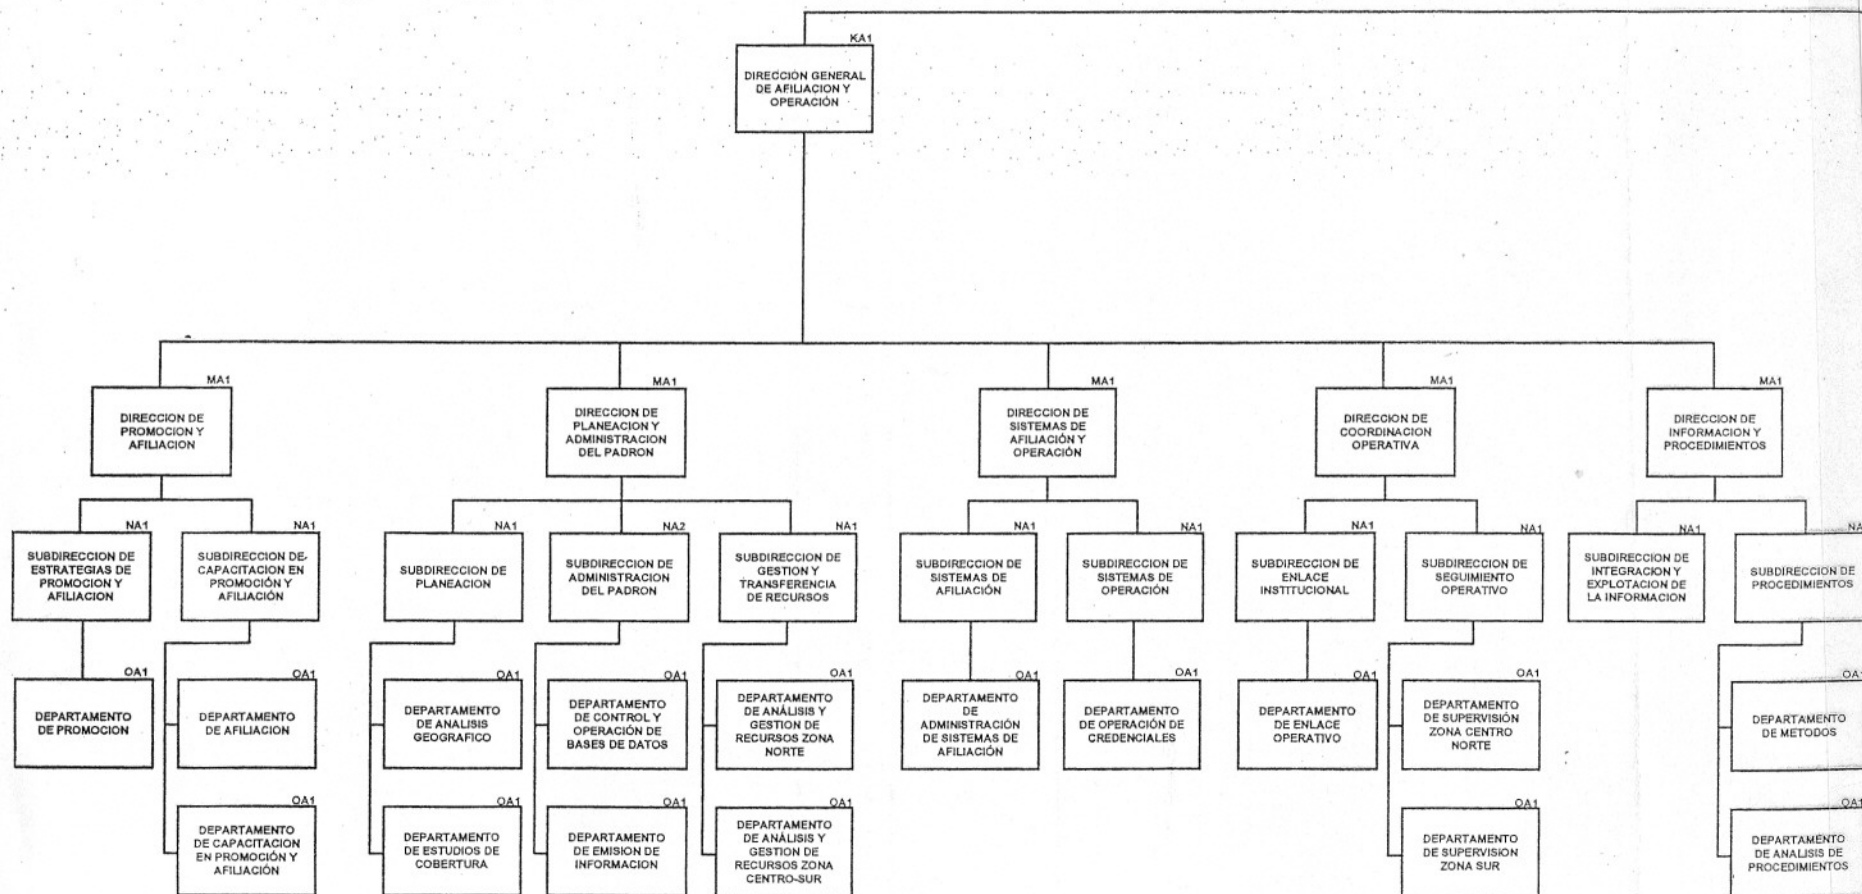 KA1
DIRECCIÓN GENERAL
DE AFILIACION Y
OPERACIÓN
MA1
DIRECCION DE
PROMOCION Y
AFILIACION
MA1
DIRECCION DE
PLANEACION Y
ADMINISTRACION
DEL PADRON
MA1
DIRECCION DE
SISTEMAS DE
AFILIACIÓN Y
OPERACIÓN
MA1
DIRECCION DE
COORDINACION
OPERATIVA
MA1
DIRECCION DE
INFORMACION Y
PROCEDIMIENTOS
NA1
SUBDIRECCION DE
ESTRATEGIAS DE
PROMOCION Y
AFILIACION
NA1
SUBDIRECCION DE
CAPACITACION EN
PROMOCIÓN Y
AFILIACIÓN
NA1
SUBDIRECCION DE
PLANEACION
NA2
SUBDIRECCION DE
ADMINISTRACION
DEL PADRON
NA1
SUBDIRECCION DE
GESTION Y
TRANSFERENCIA
DE RECURSOS
NA1
SUBDIRECCION DE
SISTEMAS DE
AFILIACIÓN
NA1
SUBDIRECCION DE
SISTEMAS DE
OPERACIÓN
NA1
SUBDIRECCION DE
ENLACE
INSTITUCIONAL
NA1
SUBDIRECCION DE
SEGUIMIENTO
OPERATIVO
NA1
SUBDIRECCION DE
INTEGRACION Y
EXPLOTACION DE
LA INFORMACION
NA
SUBDIRECCION DE
PROCEDIMIENTOS
OA1
DEPARTAMENTO
DE PROMOCION
OA1
DEPARTAMENTO
DE AFILIACION
OA1
DEPARTAMENTO
DE ANALISIS
GEOGRAFICO
OA1
DEPARTAMENTO
DE CONTROL Y
OPERACIÓN DE
BASES DE DATOS
OA1
DEPARTAMENTO
DE ANÁLISIS Y
GESTION DE
RECURSOS ZONA
NORTE
OA1
DEPARTAMENTO
DE
ADMINISTRACIÓN
DE SISTEMAS DE
AFILIACIÓN
OA1
DEPARTAMENTO
DE OPERACIÓN DE
CREDENCIALES
OA1
DEPARTAMENTO
DE ENLACE
OPERATIVO
OA1
DEPARTAMENTO
DE SUPERVISIÓN
ZONA CENTRO
NORTE
OA1
DEPARTAMENTO
DE METODOS
OA1
DEPARTAMENTO
DE CAPACITACION
EN PROMOCIÓN Y
AFILIACIÓN
OA1
DEPARTAMENTO
DE ESTUDIOS DE
COBERTURA
OA1
DEPARTAMENTO
DE EMISION DE
INFORMACION
OA1
DEPARTAMENTO
DE ANÁLISIS Y
GESTION DE
RECURSOS ZONA
CENTRO-SUR
OA1
DEPARTAMENTO
DE SUPERVISION
ZONA SUR
OA1
DEPARTAMENTO
DE ANALISIS DE
PROCEDIMIENTOS